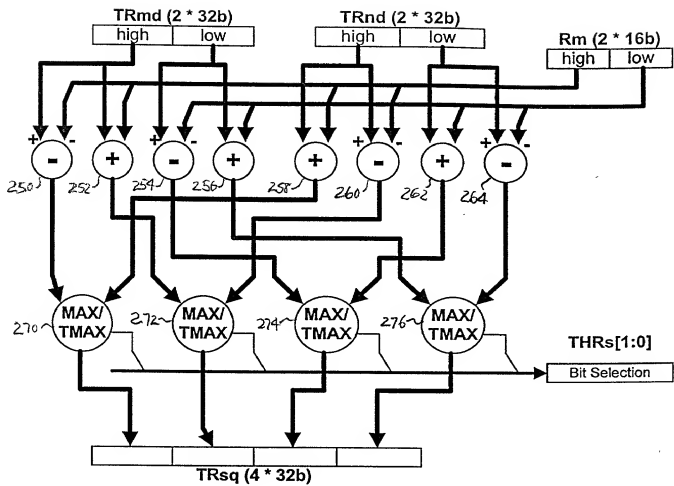 TRmd (2 * 32b)
TRnd (2 * 32b)
Rm (2 * 16b)
high low
high low
high low
+ - + - + - + -
- + - + + - + -
250 252 254 256 258 260 262 264
MAX/ MAX/ MAX/ MAX/
TMAX TMAX TMAX TMAX
270 272 274 276
THRs[1:0]
Bit Selection
TRsq (4 * 32b)